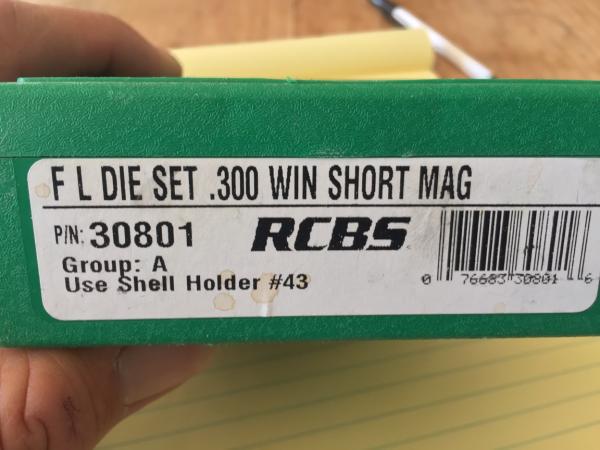 F L DIE SET .300 WIN SHORT MAG
P/N: 30801
RCBS
Group: A
Use Shell Holder #43
0 76683 30801 6